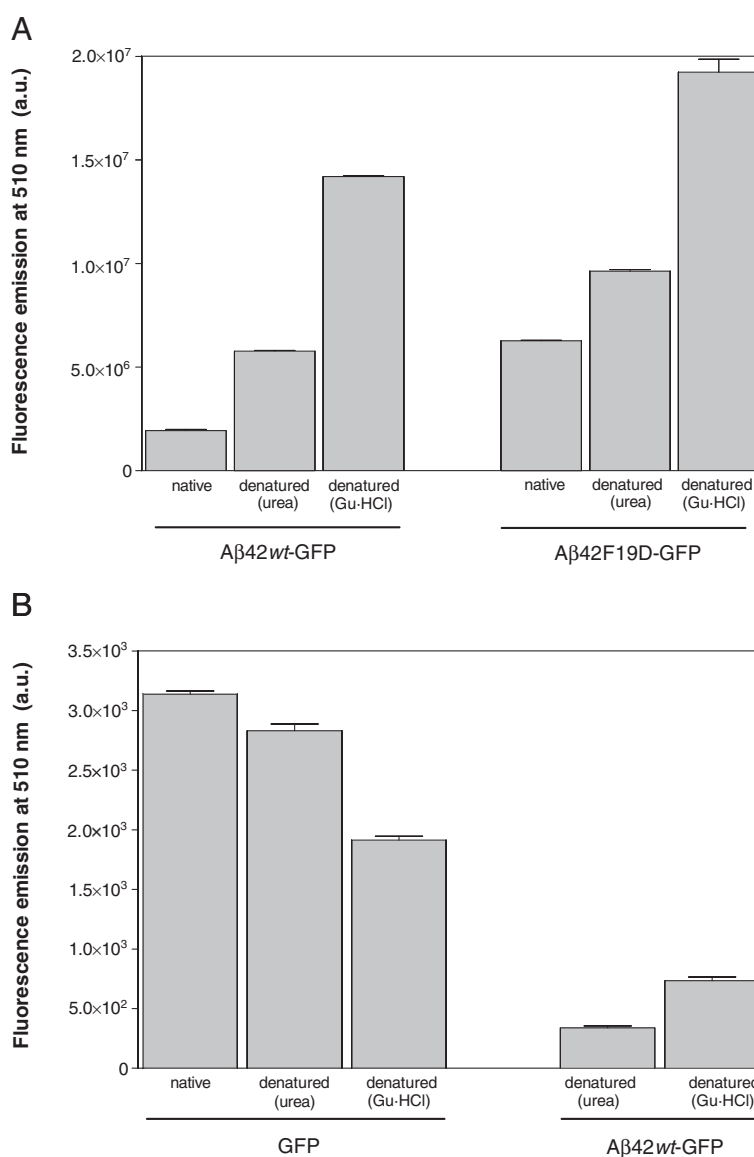 A
Fluorescence emission at 510 nm (a.u.)
2.0×10⁷
1.5×10⁷
1.0×10⁷
5.0×10⁶
0
native denatured (urea) denatured (Gu·HCl) native denatured (urea) denatured (Gu·HCl)
Aβ42wt-GFP Aβ42F19D-GFP
B
Fluorescence emission at 510 nm (a.u.)
3.5×10³
3.0×10³
2.5×10³
2.0×10³
1.5×10³
1.0×10³
5.0×10²
0
native denatured (urea) denatured (Gu·HCl) denatured (urea) denatured (Gu·HCl)
GFP Aβ42wt-GFP